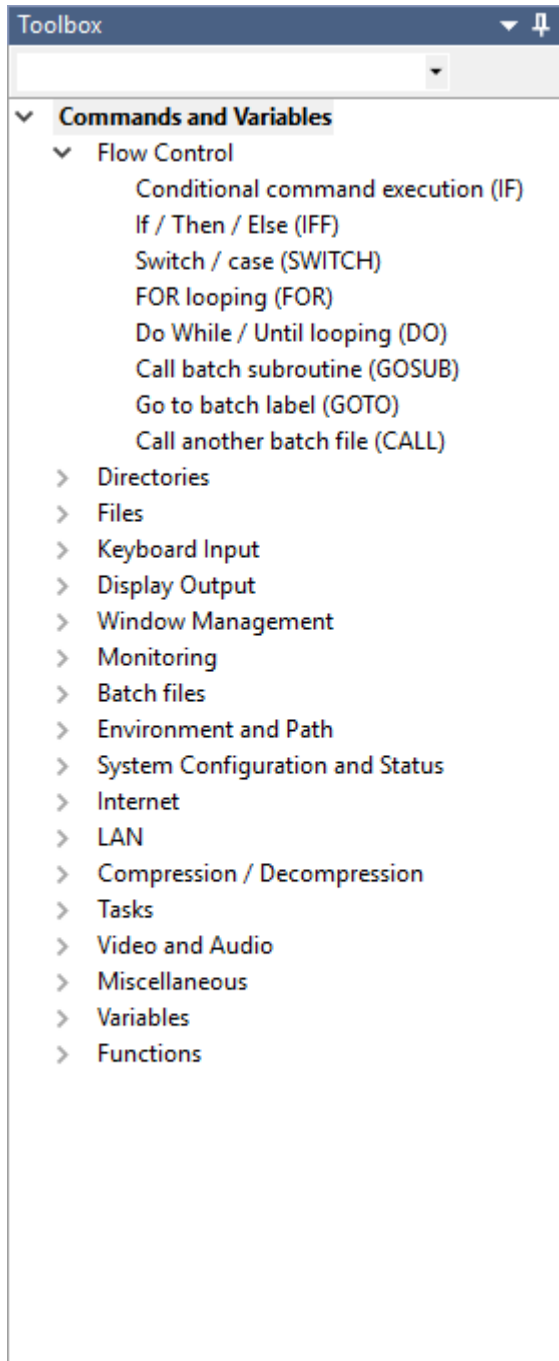 Toolbox
Commands and Variables
Flow Control
Conditional command execution (IF)
If / Then / Else (IFF)
Switch / case (SWITCH)
FOR looping (FOR)
Do While / Until looping (DO)
Call batch subroutine (GOSUB)
Go to batch label (GOTO)
Call another batch file (CALL)
Directories
Files
Keyboard Input
Display Output
Window Management
Monitoring
Batch files
Environment and Path
System Configuration and Status
Internet
LAN
Compression / Decompression
Tasks
Video and Audio
Miscellaneous
Variables
Functions